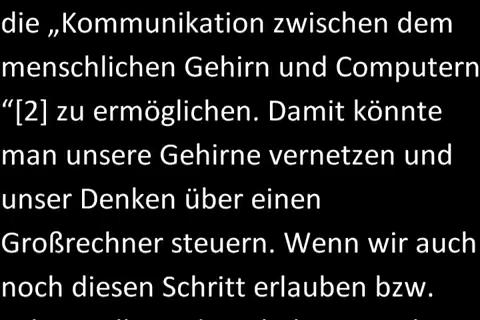 die „Kommunikation zwischen dem
menschlichen Gehirn und Computern
“[2] zu ermöglichen. Damit könnte
man unsere Gehirne vernetzen und
unser Denken über einen
Großrechner steuern. Wenn wir auch
noch diesen Schritt erlauben bzw.